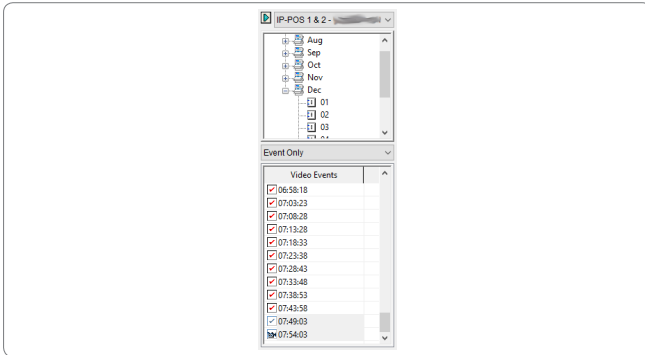 IP-POS 1 & 2 -
Aug
Sep
Oct
Nov
Dec
01
02
03
Event Only
Video Events
06:58:18
07:03:23
07:08:28
07:13:28
07:18:33
07:23:38
07:28:43
07:33:48
07:38:53
07:43:58
07:49:03
07:54:03